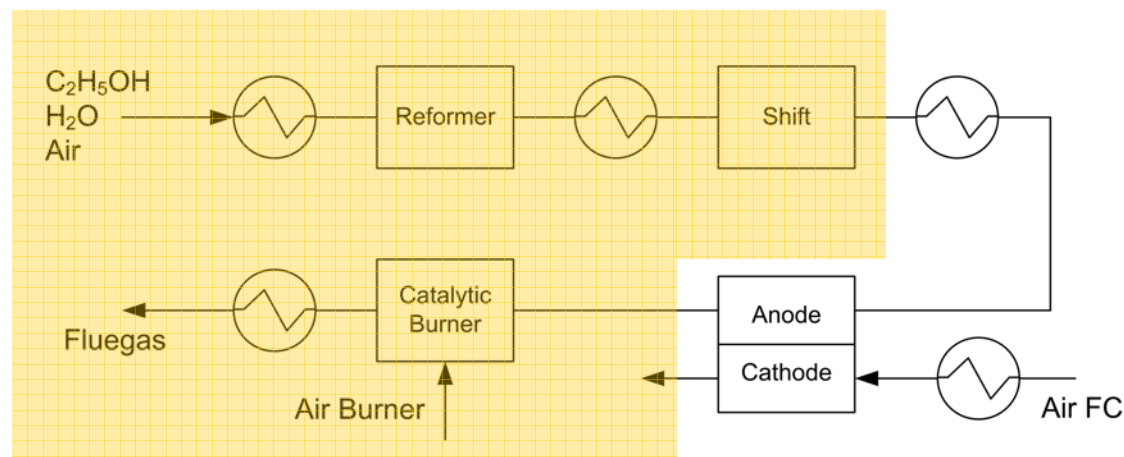 C₂H₅OH
H₂O
Air
Reformer
Shift
Catalytic
Burner
Fluegas
Air Burner
Anode
Cathode
Air FC